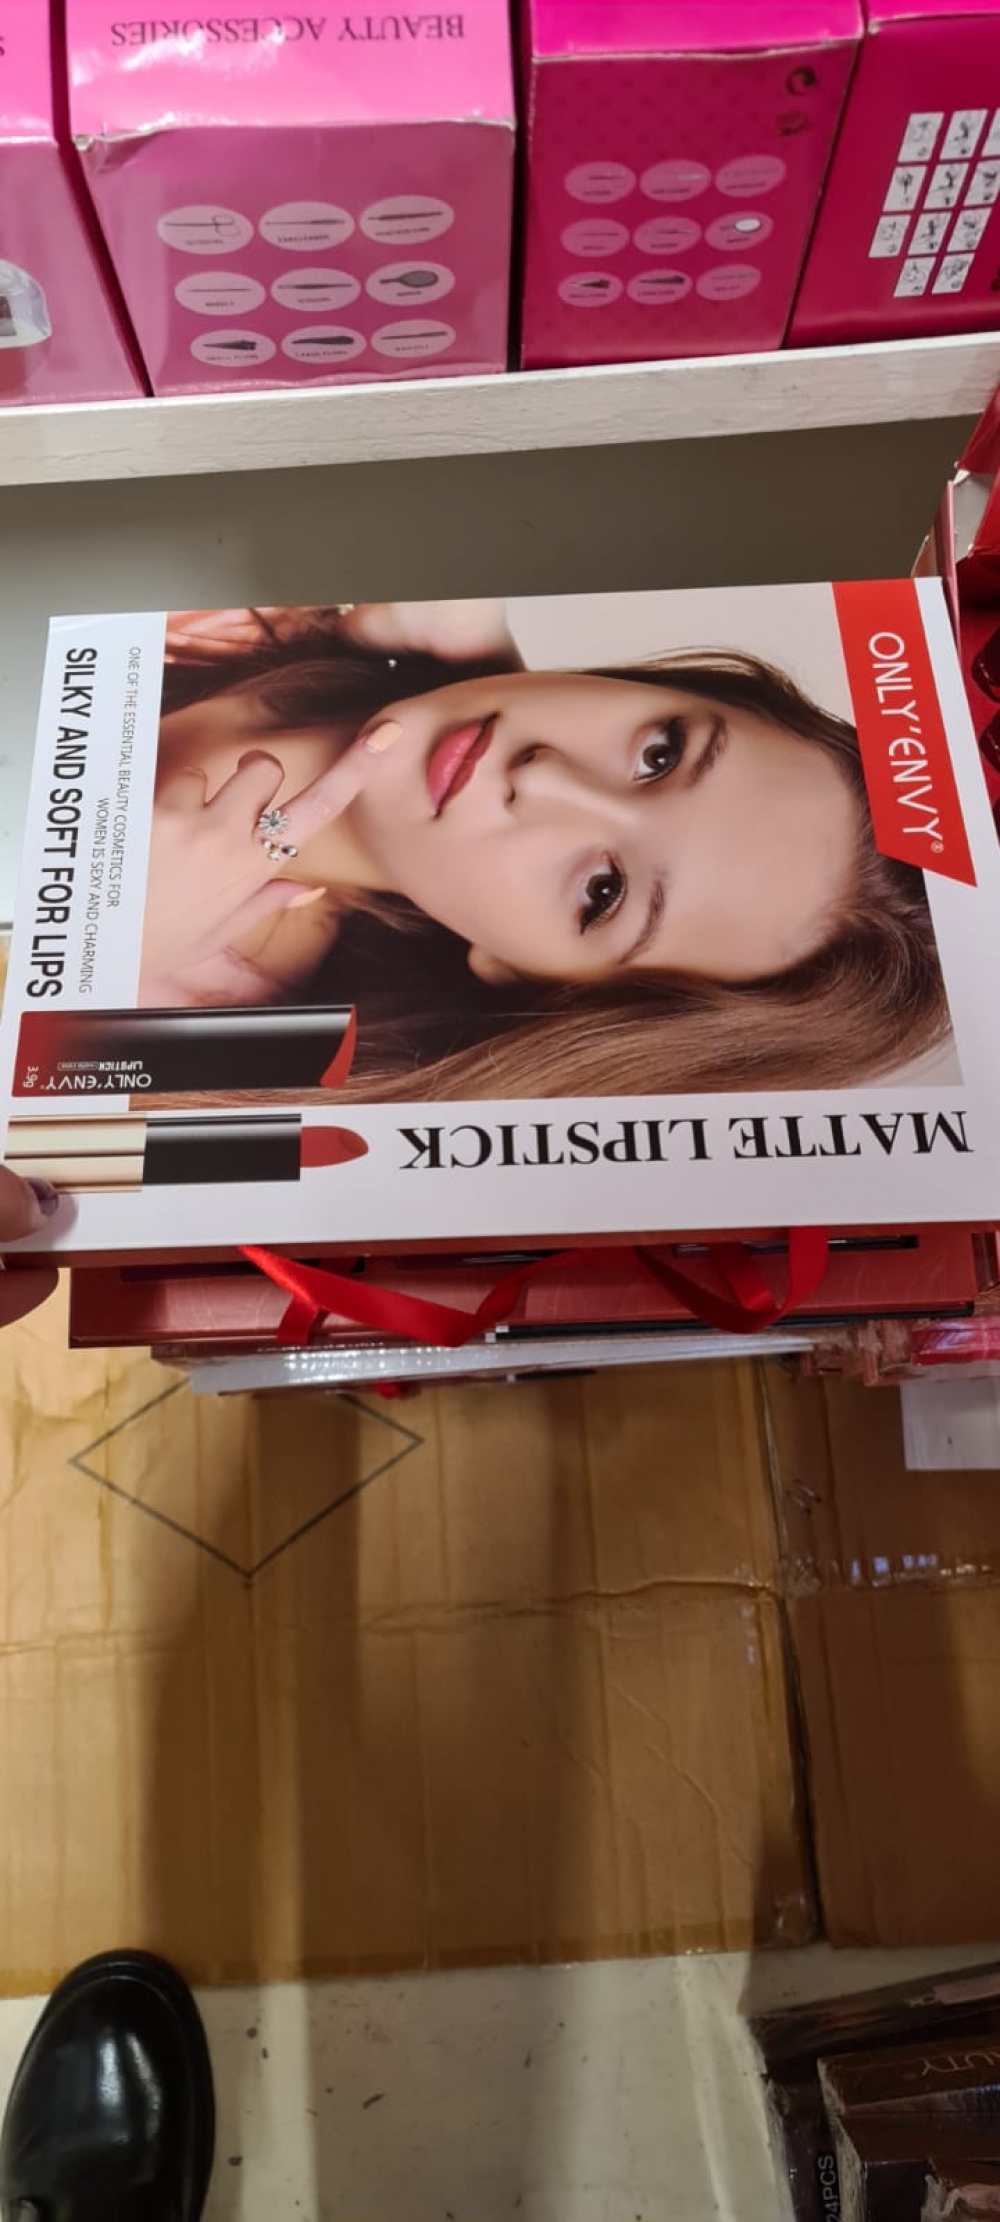 BEAUTY ACCESSORIES
ONLY'ENVY®
MATTE LIPSTICK
ONE OF THE ESSENTIAL BEAUTY COSMETICS FOR
WOMEN IS SEXY AND CHARMING
SILKY AND SOFT FOR LIPS
ONLY'ENVY
LIPSTICK
3.9g
24PCS